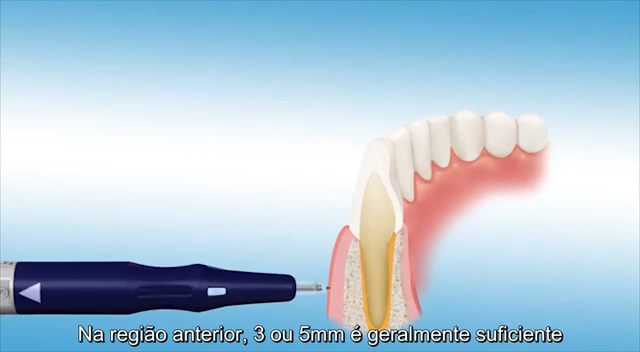 Na região anterior, 3 ou 5mm é geralmente suficiente